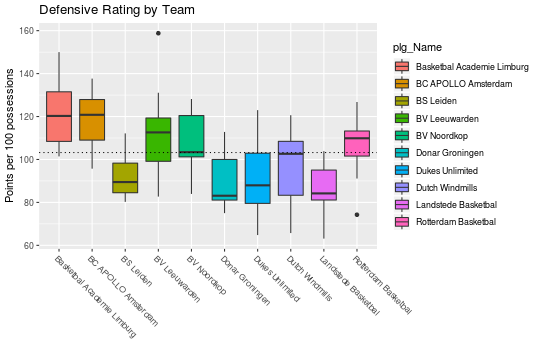 Defensive Rating by Team
Points per 100 possessions
160
140
120
100
80
60
Basketbal Academie Limburg
BC APOLLO Amsterdam
BS Leiden
BV Leeuwarden
BV Noordkop
Donar Groningen
Dukes Unlimited
Dutch Windmills
Landstede Basketbal
Rotterdam Basketbal
plg_Name
Basketbal Academie Limburg
BC APOLLO Amsterdam
BS Leiden
BV Leeuwarden
BV Noordkop
Donar Groningen
Dukes Unlimited
Dutch Windmills
Landstede Basketbal
Rotterdam Basketbal